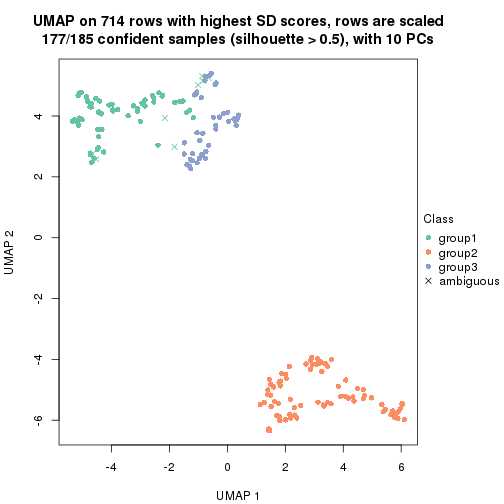 UMAP on 714 rows with highest SD scores, rows are scaled
177/185 confident samples (silhouette > 0.5), with 10 PCs
4
2
0
-2
-4
-6
UMAP 2
-4
-2
0
2
4
6
UMAP 1
Class
group1
group2
group3
ambiguous